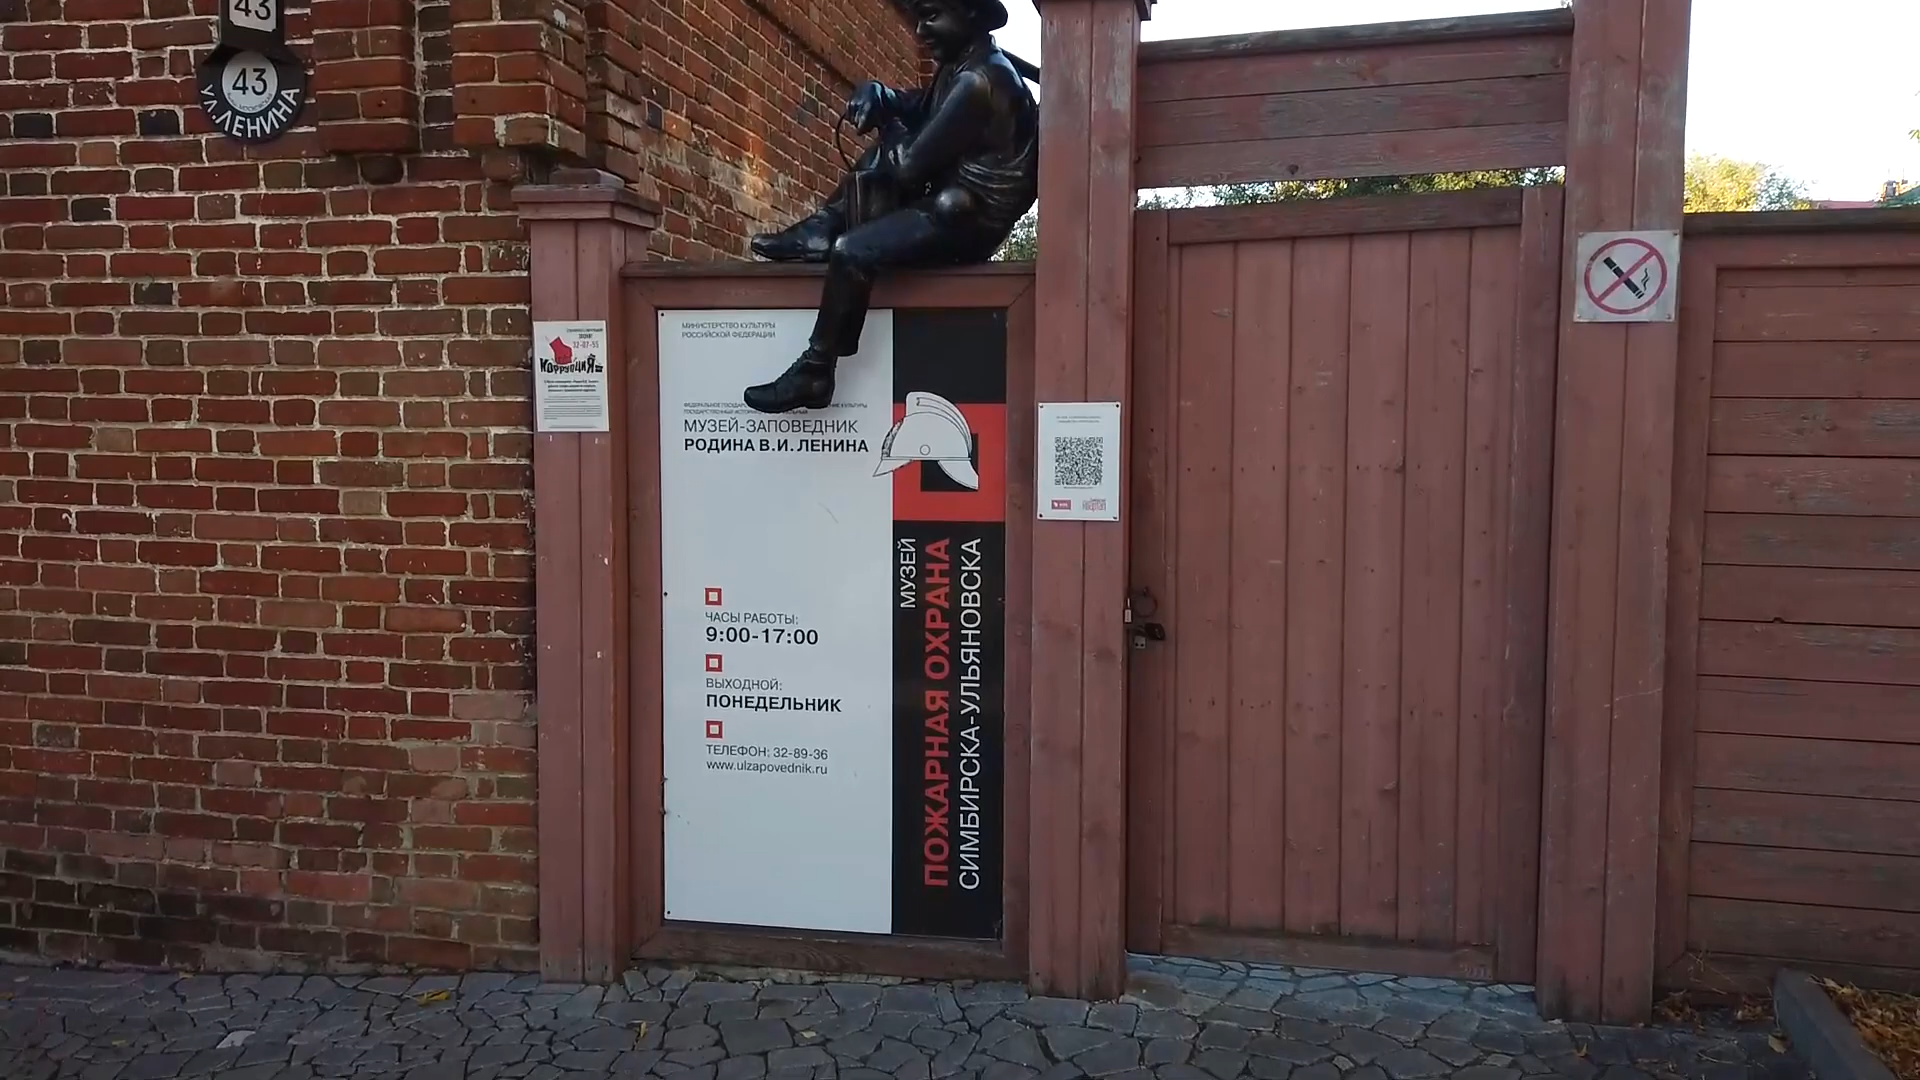 43
43
УЛ.ЛЕНИНА
32-07-55
КОРРУПЦИЯ
МИНИСТЕРСТВО КУЛЬТУРЫ
РОССИЙСКОЙ ФЕДЕРАЦИИ
МУЗЕЙ-ЗАПОВЕДНИК
РОДИНА В.И. ЛЕНИНА
ЧАСЫ РАБОТЫ:
9:00-17:00
ВЫХОДНОЙ:
ПОНЕДЕЛЬНИК
ТЕЛЕФОН: 32-89-36
www.ulzapovednik.ru
МУЗЕЙ
ПОЖАРНАЯ ОХРАНА
СИМБИРСКА-УЛЬЯНОВСКА